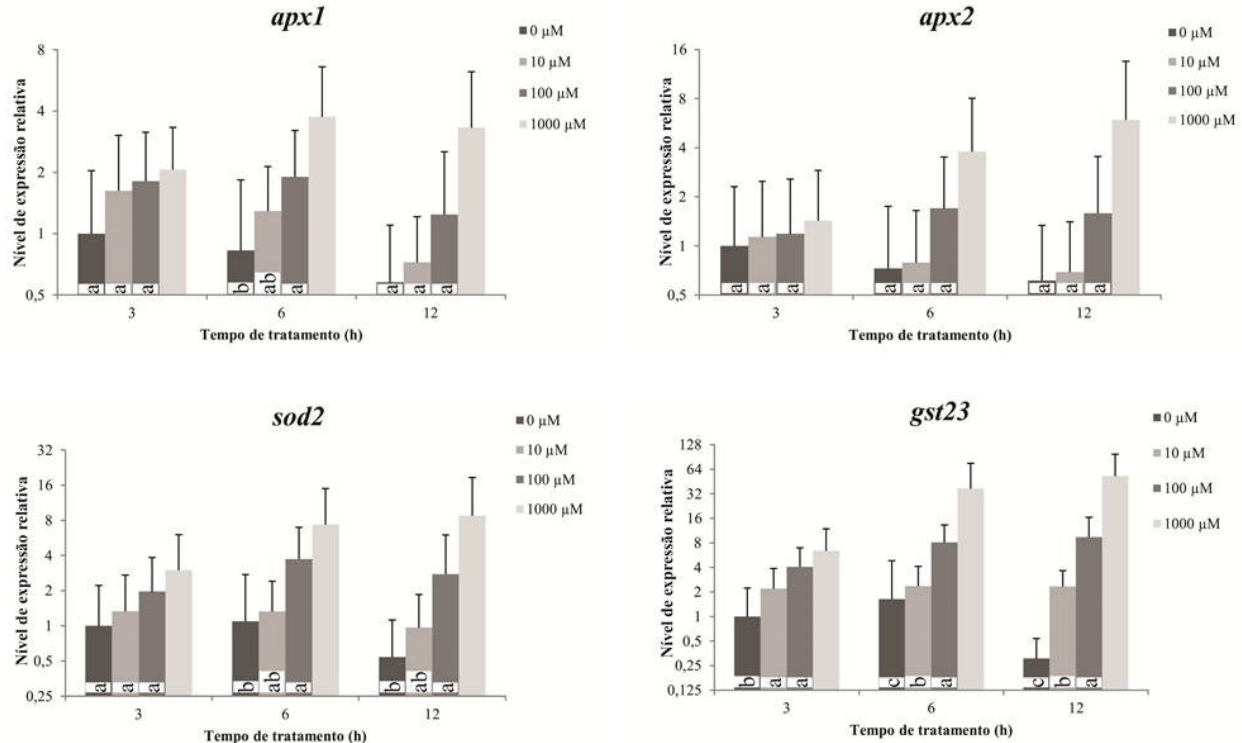 apx1
0 µM
10 µM
100 µM
1000 µM
Nível de expressão relativa
8
4
2
1
0,5
a a a
b ab a
a a a
3 6 12
Tempo de tratamento (h)
apx2
0 µM
10 µM
100 µM
1000 µM
Nível de expressão relativa
16
8
4
2
1
0,5
a a a
a a a
a a a
3 6 12
Tempo de tratamento (h)
sod2
0 µM
10 µM
100 µM
1000 µM
Nível de expressão relativa
32
16
8
4
2
1
0,5
0,25
a a a
b ab a
b ab a
3 6 12
Tempo de tratamento (h)
gst23
0 µM
10 µM
100 µM
1000 µM
Nível de expressão relativa
128
64
32
16
8
4
2
1
0,5
0,25
0,125
b a a
c b a
c b a
3 6 12
Tempo de tratamento (h)